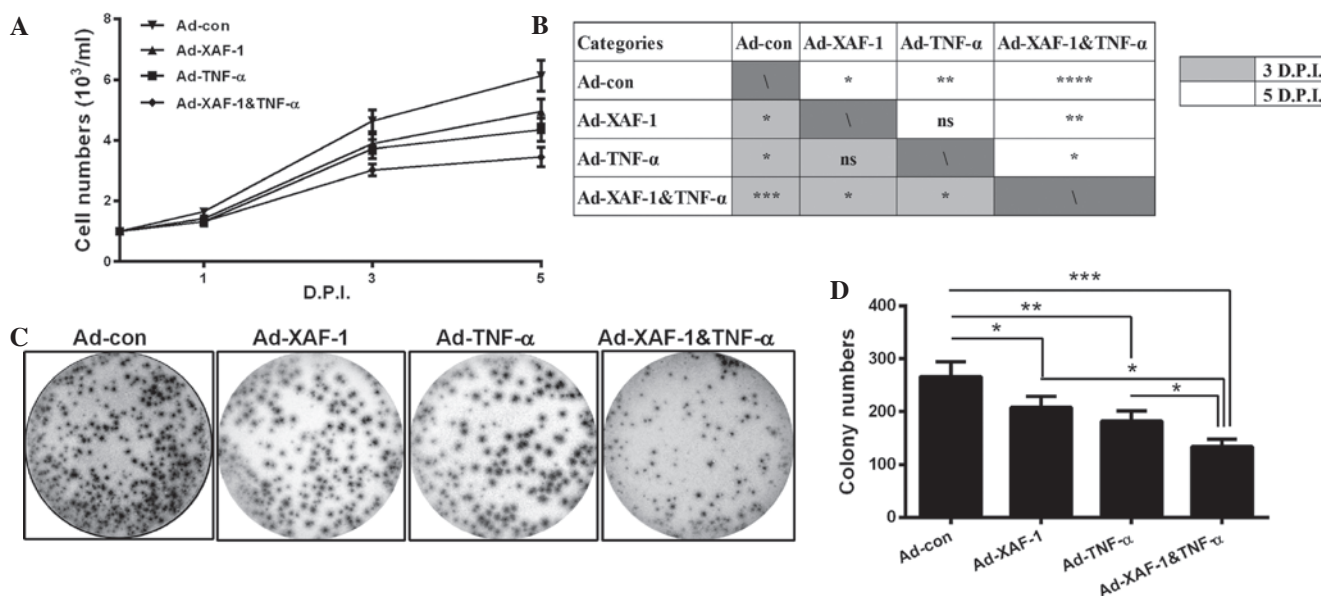 A
Ad-con
Ad-XAF-1
Ad-TNF-α
Ad-XAF-1&TNF-α
Cell numbers (10³/ml)
8
6
4
2
0
1
3
5
D.P.I.
B
Categories Ad-con Ad-XAF-1 Ad-TNF-α Ad-XAF-1&TNF-α
Ad-con \ * ** ****
Ad-XAF-1 * \ ns **
Ad-TNF-α * ns \ *
Ad-XAF-1&TNF-α *** * * \
3 D.P.I.
5 D.P.I.
C
Ad-con Ad-XAF-1 Ad-TNF-α Ad-XAF-1&TNF-α
D
Colony numbers
400
300
200
100
0
***
**
*
*
*
Ad-con
Ad-XAF-1
Ad-TNF-α
Ad-XAF-1&TNF-α